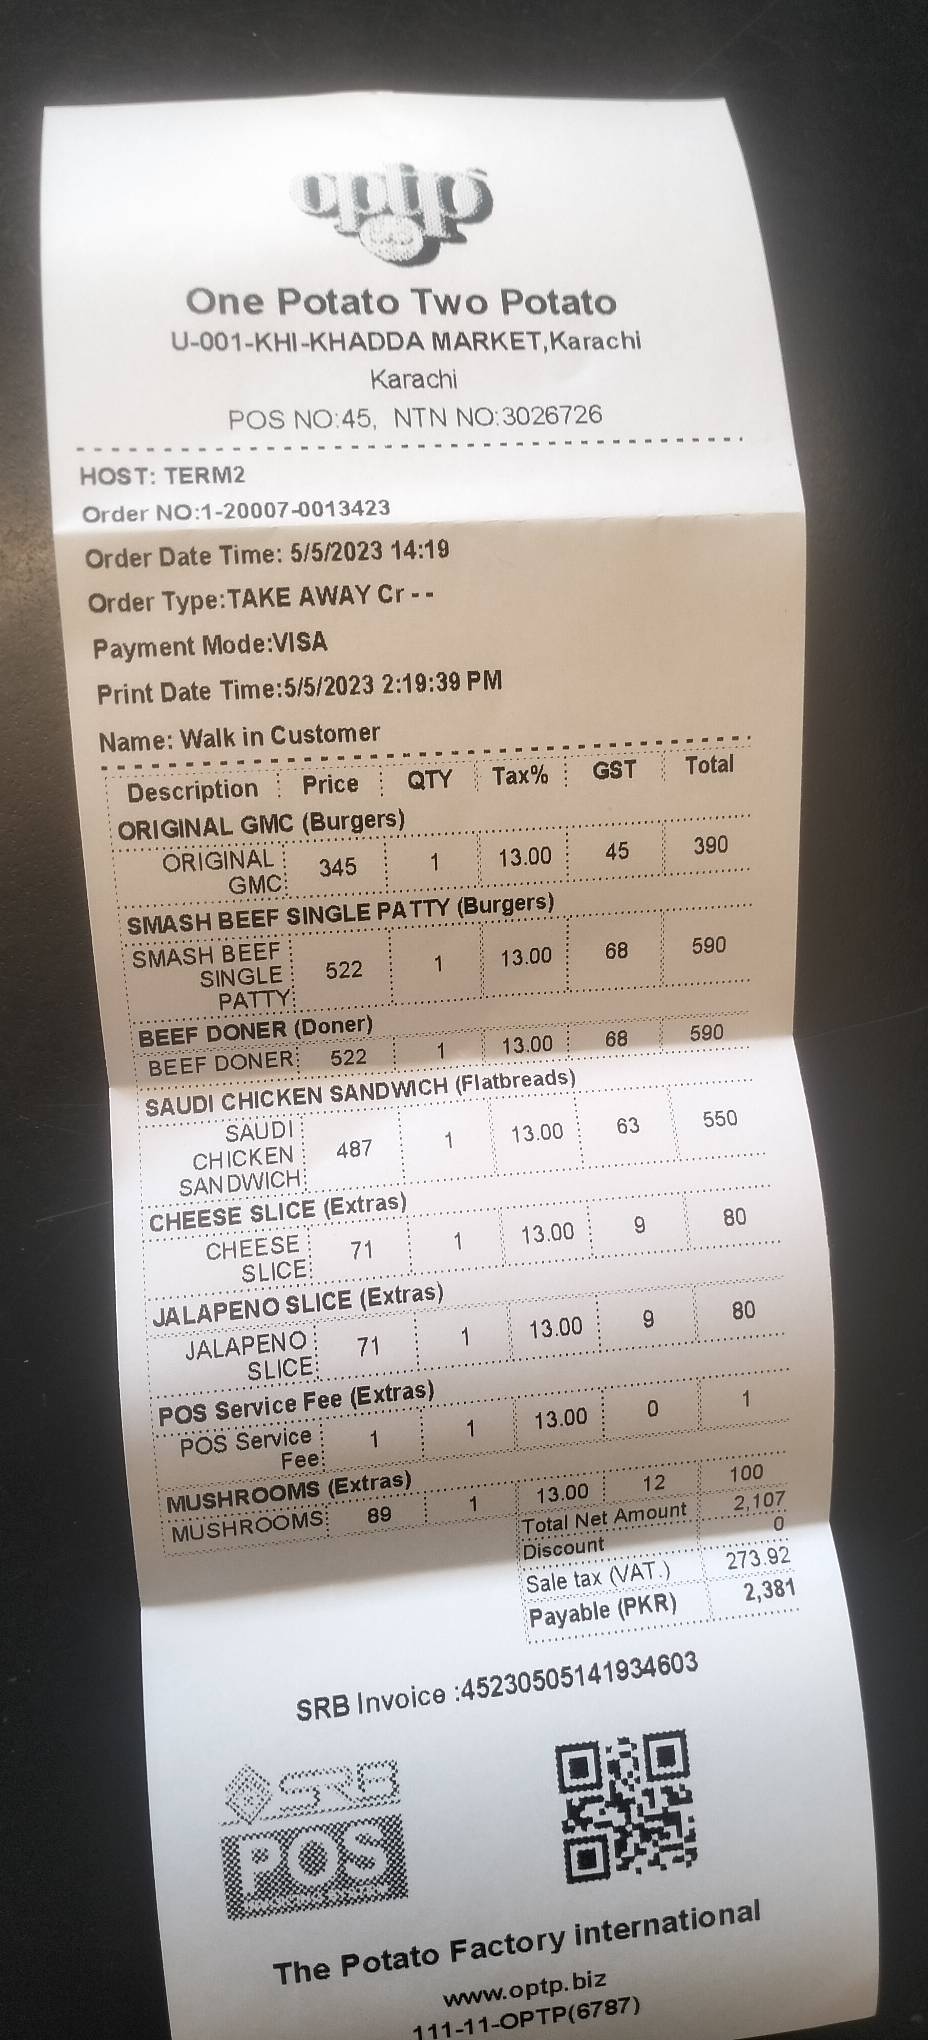 optp
One Potato Two Potato
U-001-KHI-KHADDA MARKET,Karachi
Karachi
POS NO:45, NTN NO:3026726
HOST: TERM2
Order NO:1-20007-0013423
Order Date Time: 5/5/2023 14:19
Order Type:TAKE AWAY Cr - -
Payment Mode:VISA
Print Date Time:5/5/2023 2:19:39 PM
Name: Walk in Customer
Description Price QTY Tax% GST Total
ORIGINAL GMC (Burgers)
ORIGINAL 345 1 13.00 45 390
GMC
SMASH BEEF SINGLE PATTY (Burgers)
SMASH BEEF 522 1 13.00 68 590
SINGLE
PATTY
BEEF DONER (Doner)
BEEF DONER 522 1 13.00 68 590
SAUDI CHICKEN SANDWICH (Flatbreads)
SAUDI 487 1 13.00 63 550
CHICKEN
SANDWICH
CHEESE SLICE (Extras)
CHEESE 71 1 13.00 9 80
SLICE
JALAPENO SLICE (Extras)
JALAPENO 71 1 13.00 9 80
SLICE
POS Service Fee (Extras)
POS Service 1 1 13.00 0 1
Fee
MUSHROOMS (Extras)
MUSHROOMS 89 1 13.00 12 100
Total Net Amount 2,107
Discount 0
Sale tax (VAT.) 273.92
Payable (PKR) 2,381
SRB Invoice :45230505141934603
SRB
POS
The Potato Factory international
www.optp.biz
111-11-OPTP(6787)